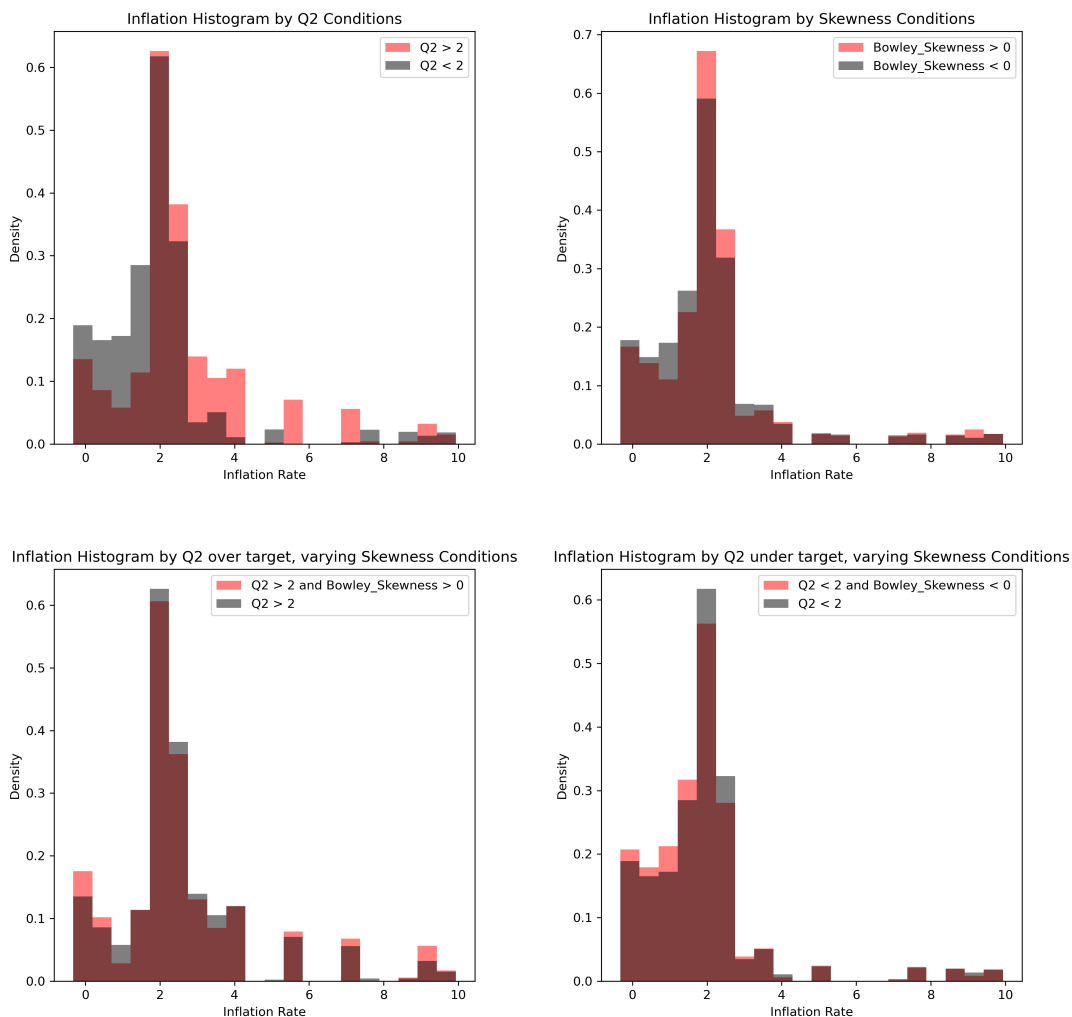 Inflation Histogram by Q2 Conditions
Q2 > 2
Q2 < 2
Density
0.6
0.5
0.4
0.3
0.2
0.1
0.0
0 2 4 6 8 10
Inflation Rate
Inflation Histogram by Skewness Conditions
Bowley_Skewness > 0
Bowley_Skewness < 0
Density
0.7
0.6
0.5
0.4
0.3
0.2
0.1
0.0
0 2 4 6 8 10
Inflation Rate
Inflation Histogram by Q2 over target, varying Skewness Conditions
Q2 > 2 and Bowley_Skewness > 0
Q2 > 2
Density
0.6
0.5
0.4
0.3
0.2
0.1
0.0
0 2 4 6 8 10
Inflation Rate
Inflation Histogram by Q2 under target, varying Skewness Conditions
Q2 < 2 and Bowley_Skewness < 0
Q2 < 2
Density
0.6
0.5
0.4
0.3
0.2
0.1
0.0
0 2 4 6 8 10
Inflation Rate